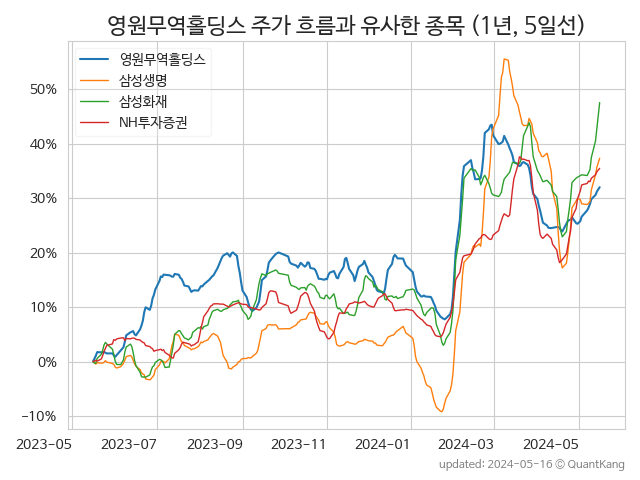 영원무역홀딩스 주가 흐름과 유사한 종목 (1년, 5일선)
영원무역홀딩스
삼성생명
삼성화재
NH투자증권
50%
40%
30%
20%
10%
0%
−10%
2023-05 2023-07 2023-09 2023-11 2024-01 2024-03 2024-05
updated: 2024-05-16 © QuantKang